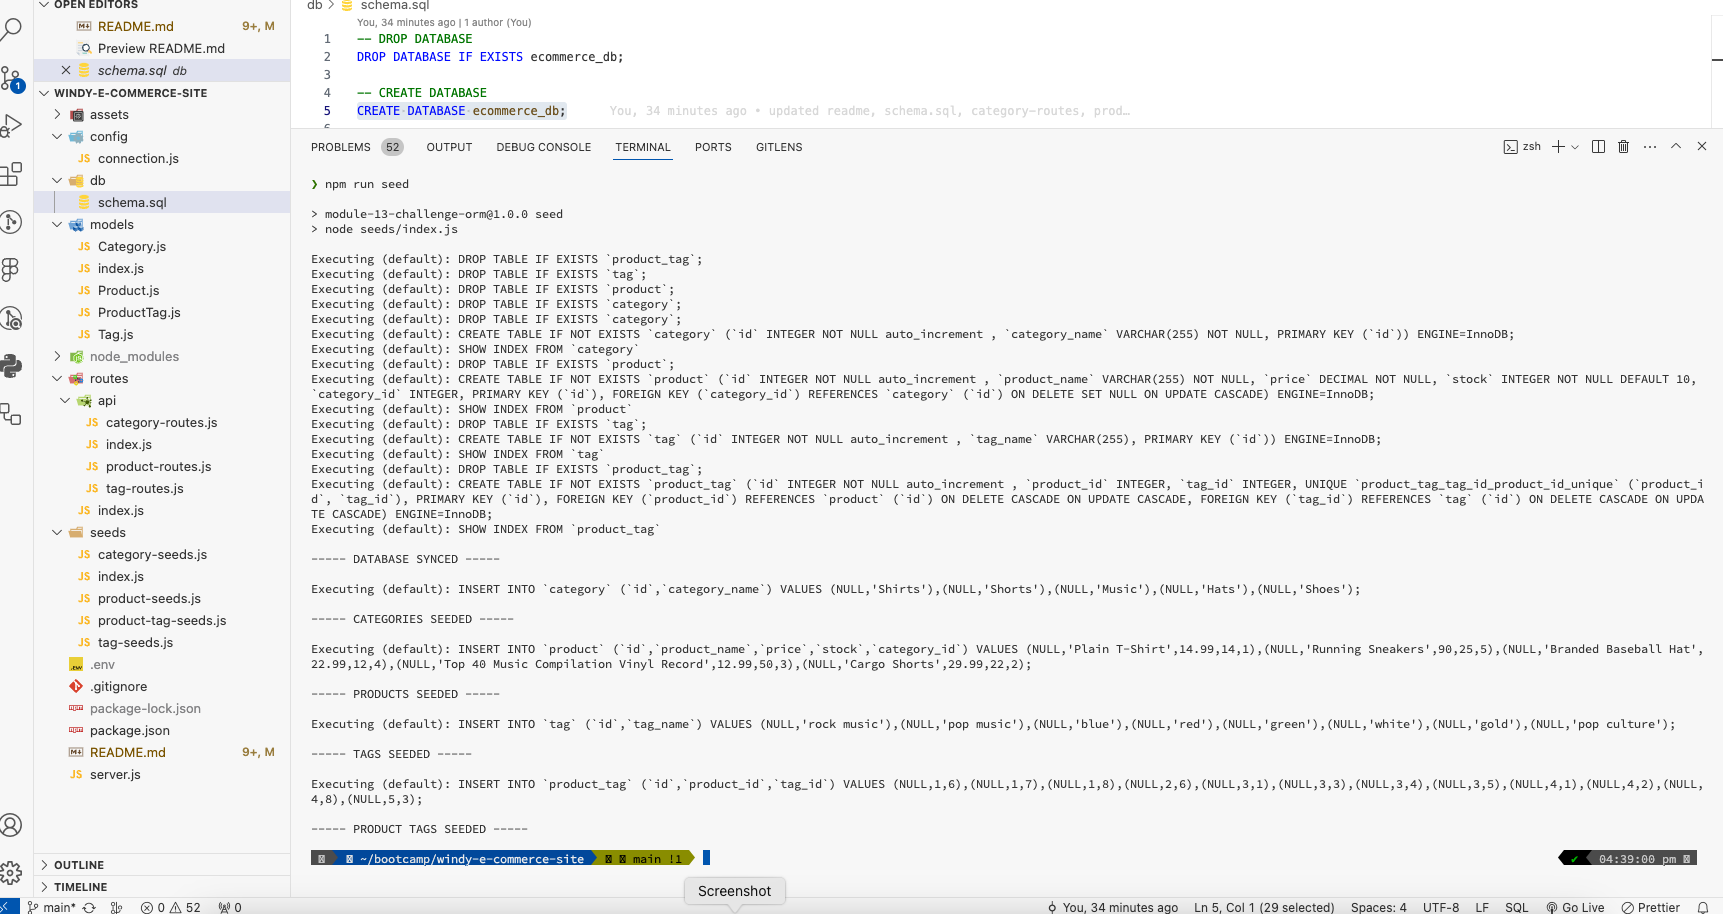 OPEN EDITORS
README.md 9+, M
Preview README.md
schema.sql db
WINDY-E-COMMERCE-SITE
assets
config
JS connection.js
db
schema.sql
models
JS Category.js
JS index.js
JS Product.js
JS ProductTag.js
JS Tag.js
node_modules
routes
api
JS category-routes.js
JS index.js
JS product-routes.js
JS tag-routes.js
JS index.js
seeds
JS category-seeds.js
JS index.js
JS product-seeds.js
JS product-tag-seeds.js
JS tag-seeds.js
.env
.gitignore
package-lock.json
package.json
README.md 9+, M
JS server.js
OUTLINE
TIMELINE
1
db > schema.sql
You, 34 minutes ago | 1 author (You)
1 -- DROP DATABASE
2 DROP DATABASE IF EXISTS ecommerce_db;
3
4 -- CREATE DATABASE
5 CREATE DATABASE ecommerce_db; You, 34 minutes ago • updated readme, schema.sql, category-routes, prod…
PROBLEMS 52 OUTPUT DEBUG CONSOLE TERMINAL PORTS GITLENS zsh
❯ npm run seed
> module-13-challenge-orm@1.0.0 seed
> node seeds/index.js
Executing (default): DROP TABLE IF EXISTS `product_tag`;
Executing (default): DROP TABLE IF EXISTS `tag`;
Executing (default): DROP TABLE IF EXISTS `product`;
Executing (default): DROP TABLE IF EXISTS `category`;
Executing (default): DROP TABLE IF EXISTS `category`;
Executing (default): CREATE TABLE IF NOT EXISTS `category` (`id` INTEGER NOT NULL auto_increment , `category_name` VARCHAR(255) NOT NULL, PRIMARY KEY (`id`)) ENGINE=InnoDB;
Executing (default): SHOW INDEX FROM `category`
Executing (default): DROP TABLE IF EXISTS `product`;
Executing (default): CREATE TABLE IF NOT EXISTS `product` (`id` INTEGER NOT NULL auto_increment , `product_name` VARCHAR(255) NOT NULL, `price` DECIMAL NOT NULL, `stock` INTEGER NOT NULL DEFAULT 10,
`category_id` INTEGER, PRIMARY KEY (`id`), FOREIGN KEY (`category_id`) REFERENCES `category` (`id`) ON DELETE SET NULL ON UPDATE CASCADE) ENGINE=InnoDB;
Executing (default): SHOW INDEX FROM `product`
Executing (default): DROP TABLE IF EXISTS `tag`;
Executing (default): CREATE TABLE IF NOT EXISTS `tag` (`id` INTEGER NOT NULL auto_increment , `tag_name` VARCHAR(255), PRIMARY KEY (`id`)) ENGINE=InnoDB;
Executing (default): SHOW INDEX FROM `tag`
Executing (default): DROP TABLE IF EXISTS `product_tag`;
Executing (default): CREATE TABLE IF NOT EXISTS `product_tag` (`id` INTEGER NOT NULL auto_increment , `product_id` INTEGER, `tag_id` INTEGER, UNIQUE `product_tag_tag_id_product_id_unique` (`product_i
d`, `tag_id`), PRIMARY KEY (`id`), FOREIGN KEY (`product_id`) REFERENCES `product` (`id`) ON DELETE CASCADE ON UPDATE CASCADE, FOREIGN KEY (`tag_id`) REFERENCES `tag` (`id`) ON DELETE CASCADE ON UPDA
TE CASCADE) ENGINE=InnoDB;
Executing (default): SHOW INDEX FROM `product_tag`
----- DATABASE SYNCED -----
Executing (default): INSERT INTO `category` (`id`,`category_name`) VALUES (NULL,'Shirts'),(NULL,'Shorts'),(NULL,'Music'),(NULL,'Hats'),(NULL,'Shoes');
----- CATEGORIES SEEDED -----
Executing (default): INSERT INTO `product` (`id`,`product_name`,`price`,`stock`,`category_id`) VALUES (NULL,'Plain T-Shirt',14.99,14,1),(NULL,'Running Sneakers',90,25,5),(NULL,'Branded Baseball Hat',
22.99,12,4),(NULL,'Top 40 Music Compilation Vinyl Record',12.99,50,3),(NULL,'Cargo Shorts',29.99,22,2);
----- PRODUCTS SEEDED -----
Executing (default): INSERT INTO `tag` (`id`,`tag_name`) VALUES (NULL,'rock music'),(NULL,'pop music'),(NULL,'blue'),(NULL,'red'),(NULL,'green'),(NULL,'white'),(NULL,'gold'),(NULL,'pop culture');
----- TAGS SEEDED -----
Executing (default): INSERT INTO `product_tag` (`id`,`product_id`,`tag_id`) VALUES (NULL,1,6),(NULL,1,7),(NULL,1,8),(NULL,2,6),(NULL,3,1),(NULL,3,3),(NULL,3,4),(NULL,3,5),(NULL,4,1),(NULL,4,2),(NULL,
4,8),(NULL,5,3);
----- PRODUCT TAGS SEEDED -----
~/bootcamp/windy-e-commerce-site main !1 ✔ 04:39:00 pm
Screenshot
main* 0 52 0 You, 34 minutes ago Ln 5, Col 1 (29 selected) Spaces: 4 UTF-8 LF SQL Go Live Prettier